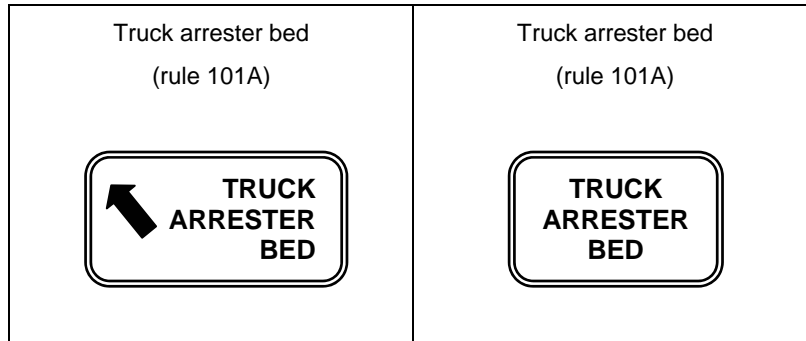 Truck arrester bed
(rule 101A)
TRUCK
ARRESTER
BED
Truck arrester bed
(rule 101A)
TRUCK
ARRESTER
BED